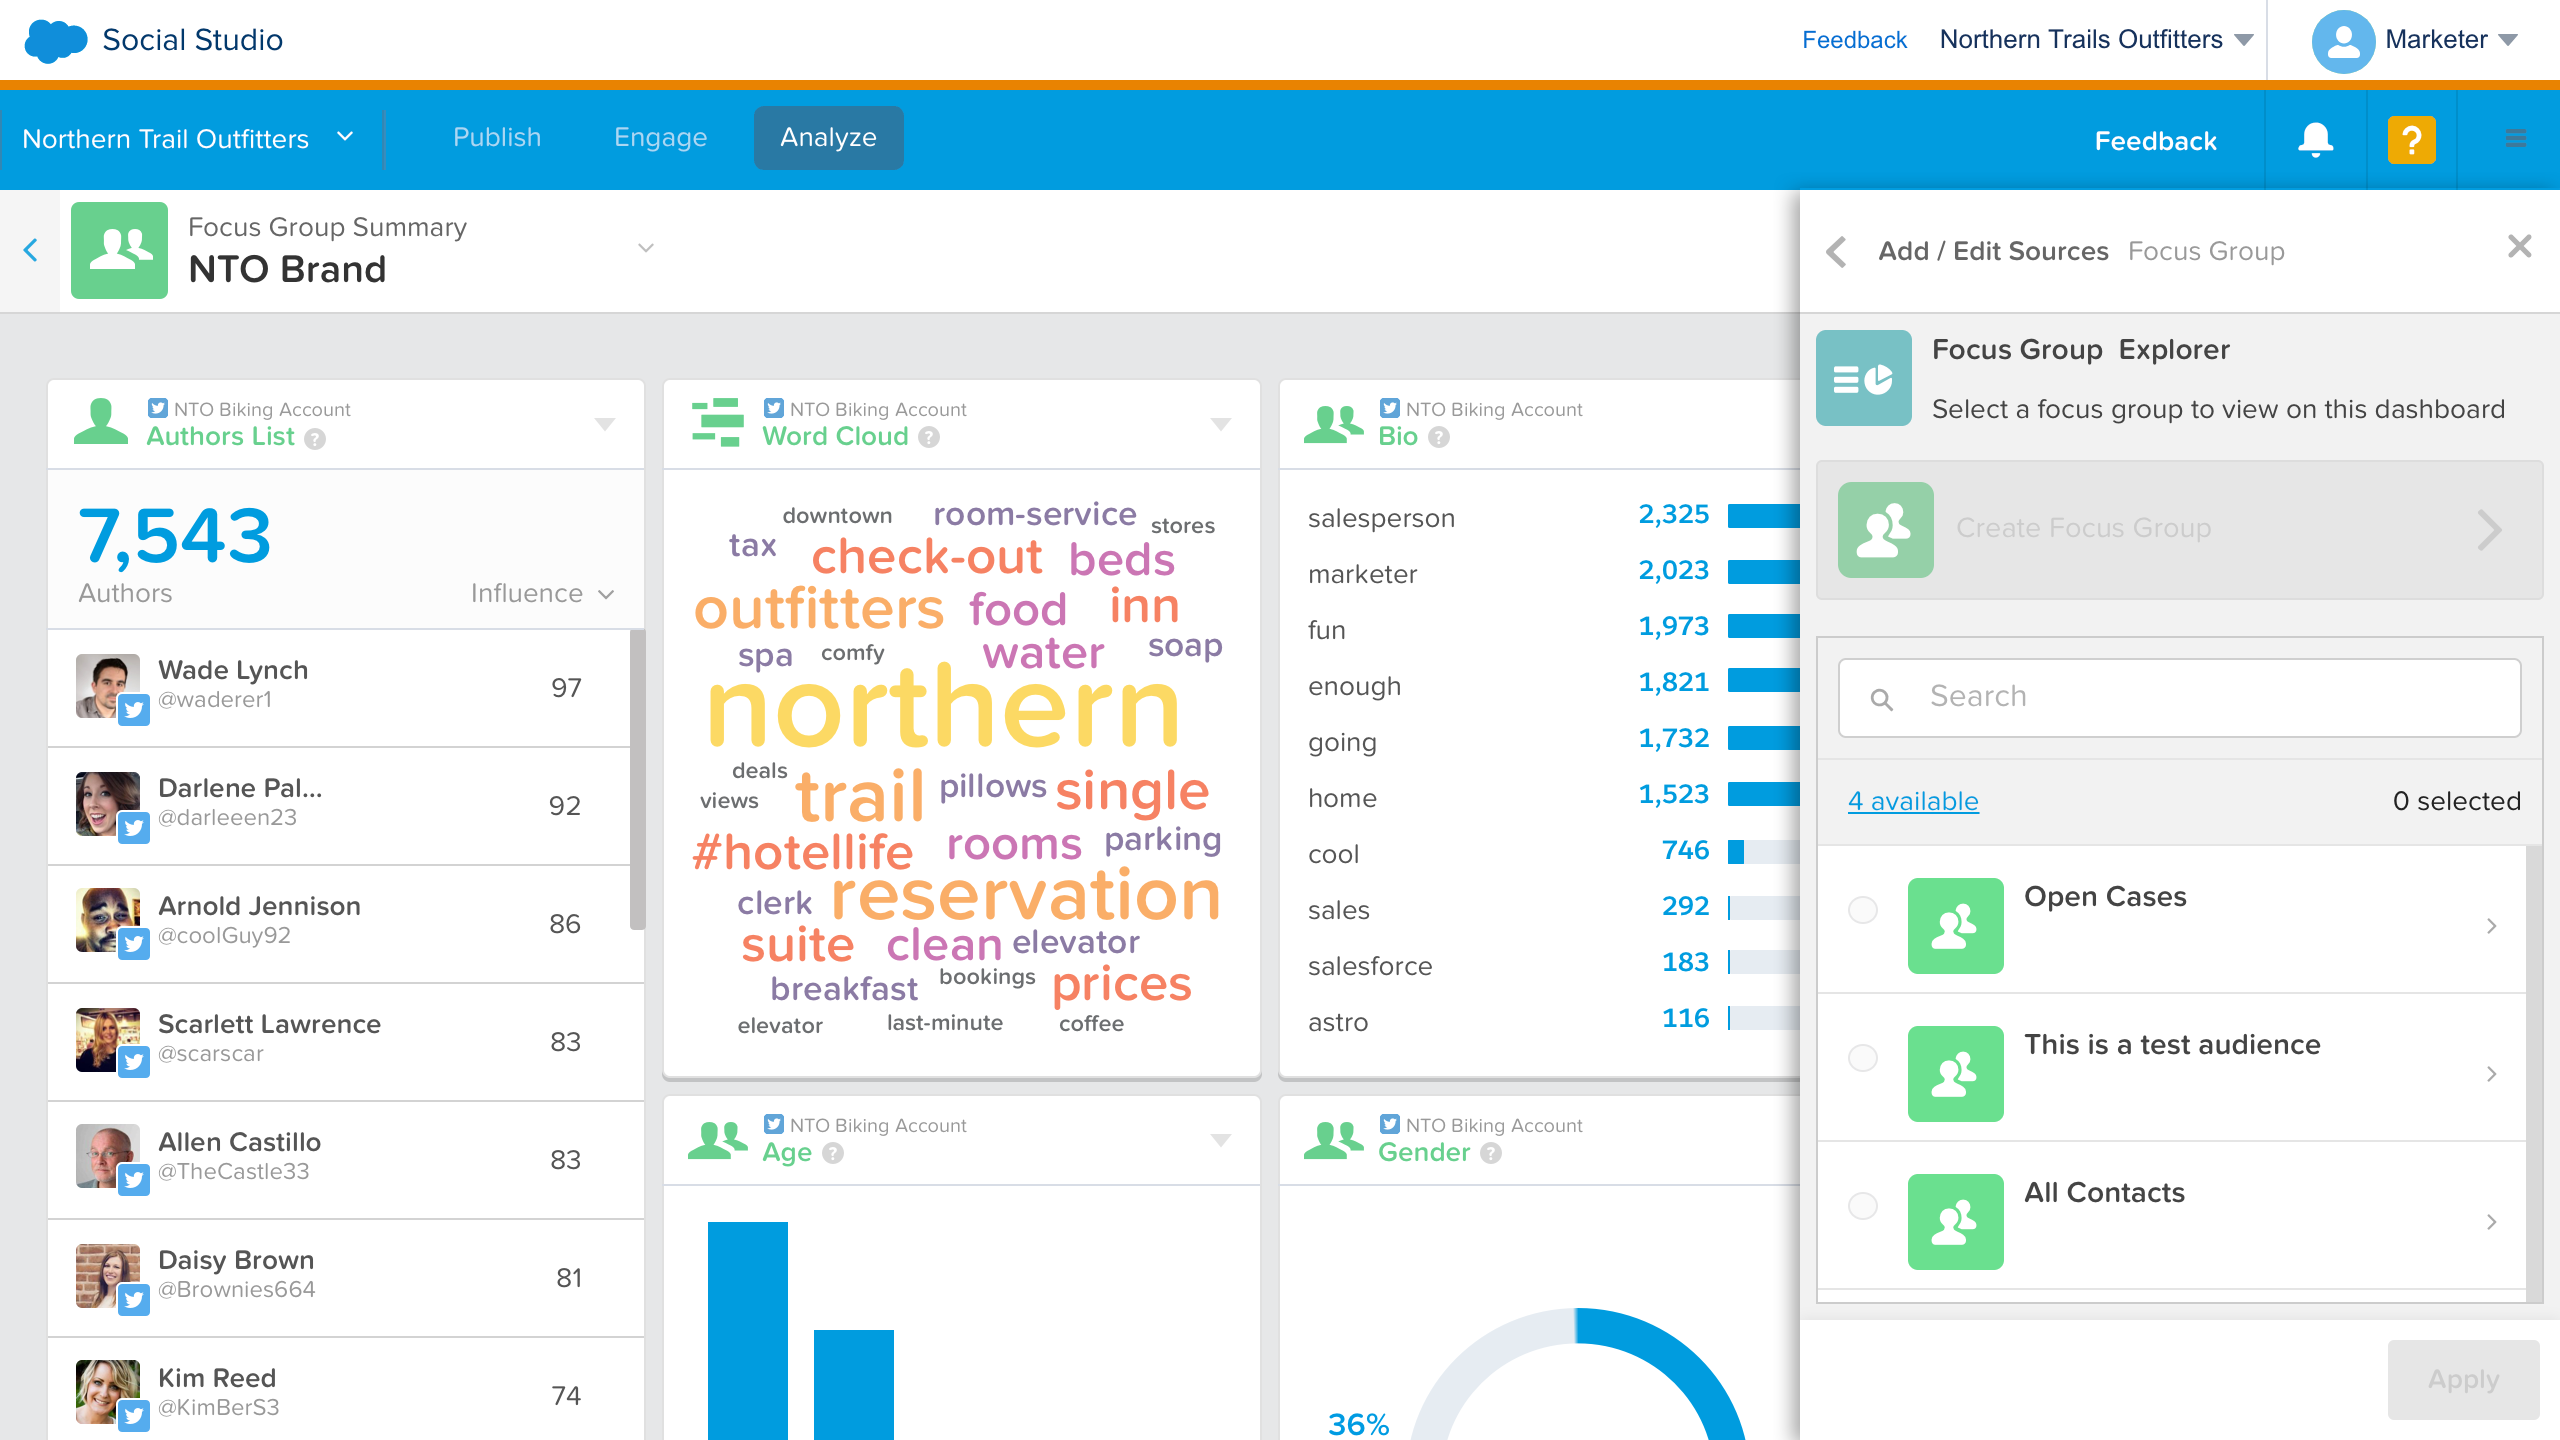 Social Studio
Feedback
Northern Trails Outfitters
Marketer
Northern Trail Outfitters
Publish
Engage
Analyze
Feedback
?
Focus Group Summary
NTO Brand
NTO Biking Account
Authors List ?
7,543
Authors
Influence
Wade Lynch
@waderer1
97
Darlene Pal...
@darleeen23
92
Arnold Jennison
@coolGuy92
86
Scarlett Lawrence
@scarscar
83
Allen Castillo
@TheCastle33
83
Daisy Brown
@Brownies664
81
Kim Reed
@KimBerS3
74
NTO Biking Account
Word Cloud ?
downtown room-service stores
tax check-out beds
outfitters food inn
spa comfy water soap
northern
deals
views trail pillows single
#hotellife rooms parking
clerk reservation
suite clean elevator
breakfast bookings prices
elevator last-minute coffee
NTO Biking Account
Bio ?
salesperson 2,325
marketer 2,023
fun 1,973
enough 1,821
going 1,732
home 1,523
cool 746
sales 292
salesforce 183
astro 116
NTO Biking Account
Age ?
NTO Biking Account
Gender ?
36%
Add / Edit Sources Focus Group
Focus Group Explorer
Select a focus group to view on this dashboard
Create Focus Group
Search
4 available
0 selected
Open Cases
This is a test audience
All Contacts
Apply